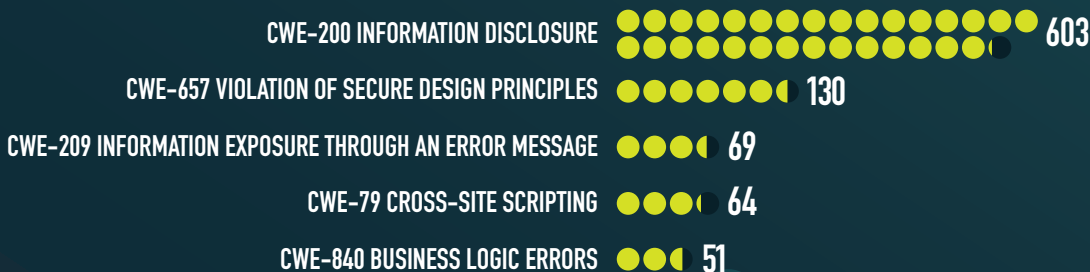 CWE-200 INFORMATION DISCLOSURE 603
CWE-657 VIOLATION OF SECURE DESIGN PRINCIPLES 130
CWE-209 INFORMATION EXPOSURE THROUGH AN ERROR MESSAGE 69
CWE-79 CROSS-SITE SCRIPTING 64
CWE-840 BUSINESS LOGIC ERRORS 51